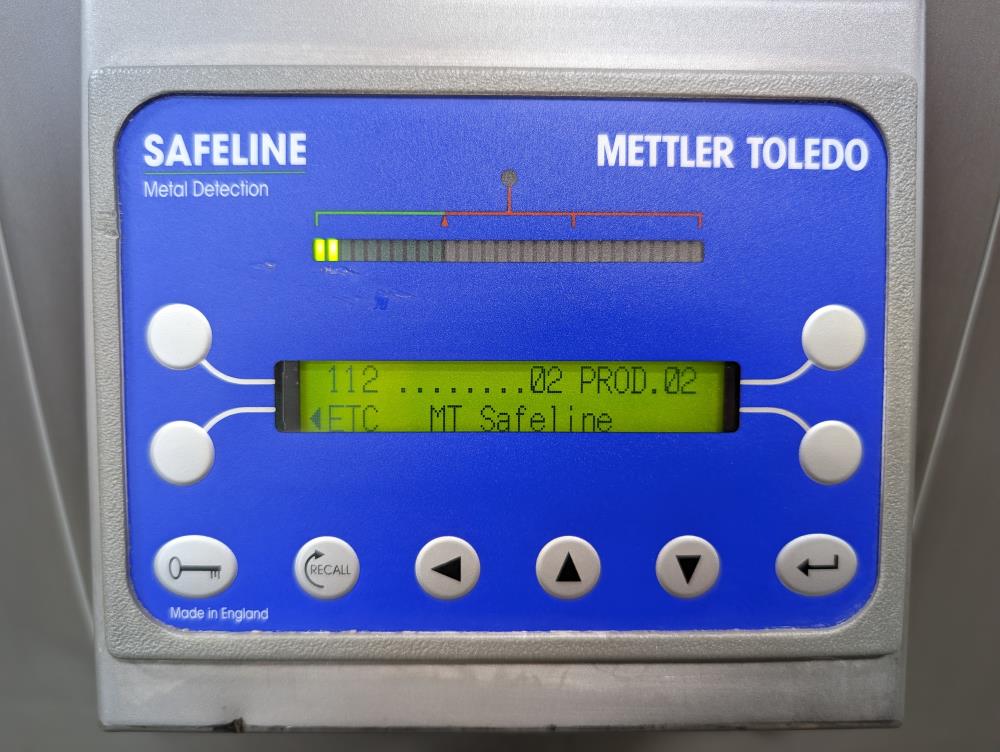 SAFELINE
Metal Detection
METTLER TOLEDO
112 ........02 PROD.02
◀ETC MT Safeline
RECALL
Made in England